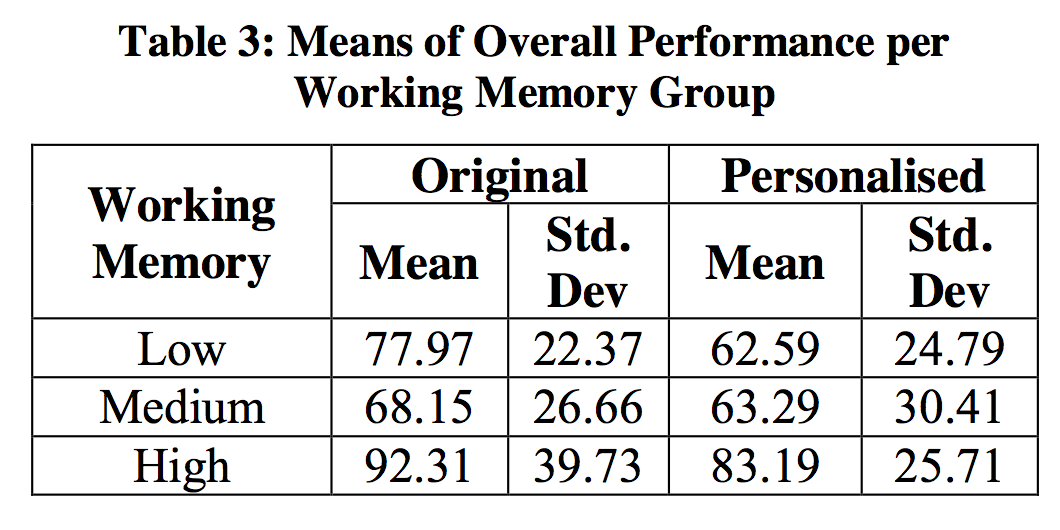 Table 3: Means of Overall Performance per
Working Memory Group
Working Memory Original Personalised
Mean Std. Dev Mean Std. Dev
Low 77.97 22.37 62.59 24.79
Medium 68.15 26.66 63.29 30.41
High 92.31 39.73 83.19 25.71